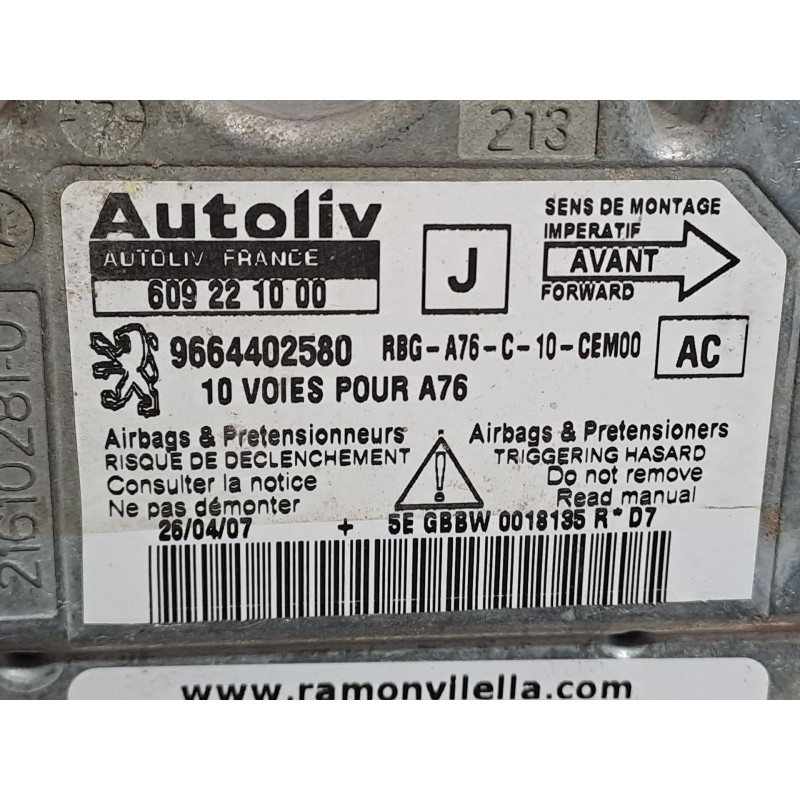 213
Autoliv
AUTOLIV FRANCE
609 22 10 00
J
SENS DE MONTAGE
IMPERATIF
AVANT
FORWARD
9664402580 RBG-A76-C-10-CEM00
AC
10 VOIES POUR A76
Airbags & Pretensionneurs
RISQUE DE DECLENCHEMENT
Consulter la notice
Ne pas démonter
Airbags & Pretensioners
TRIGGERING HASARD
Do not remove
Read manual
26/04/07 + 5E GBBW 0018135 R* D7
21610281-0
www.ramonvilella.com